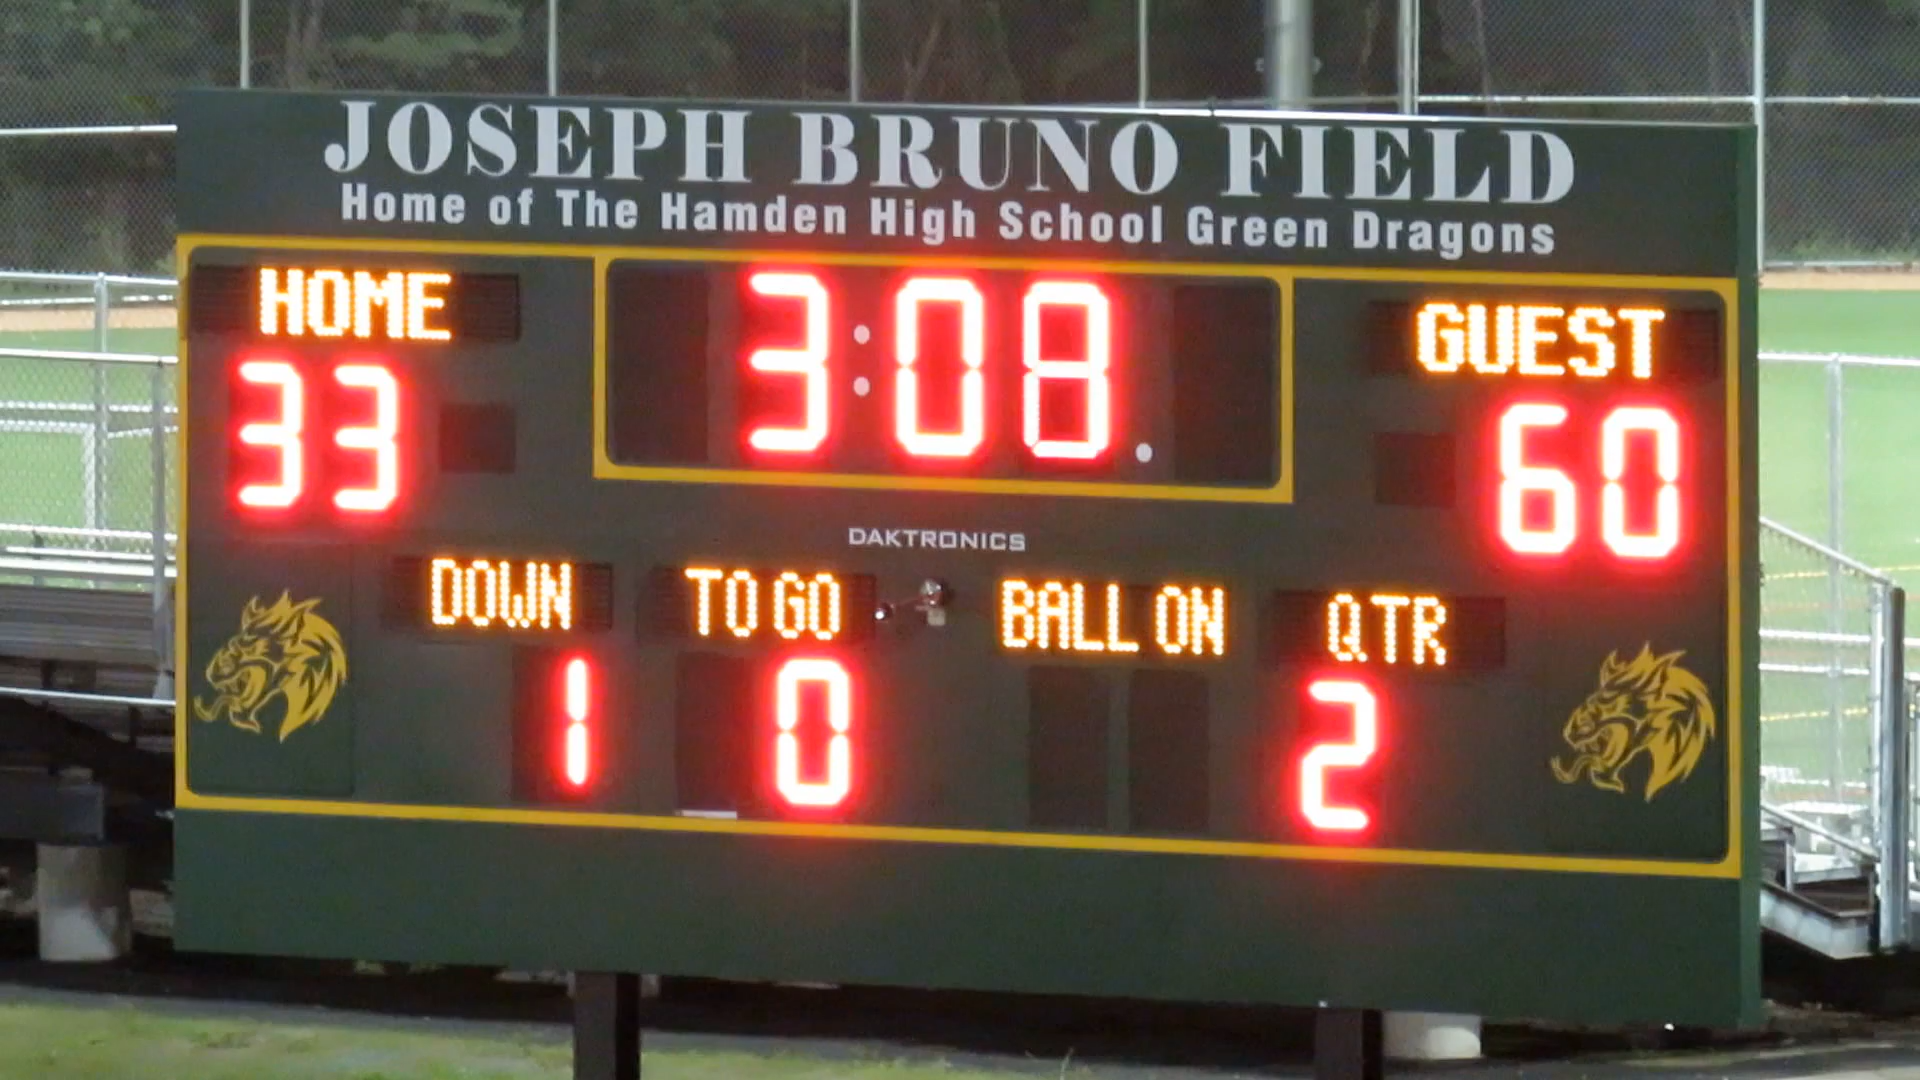 JOSEPH BRUNO FIELD
Home of The Hamden High School Green Dragons
HOME 3:08 GUEST
33 60
DAKTRONICS
DOWN TO GO BALL ON QTR
1 0 2